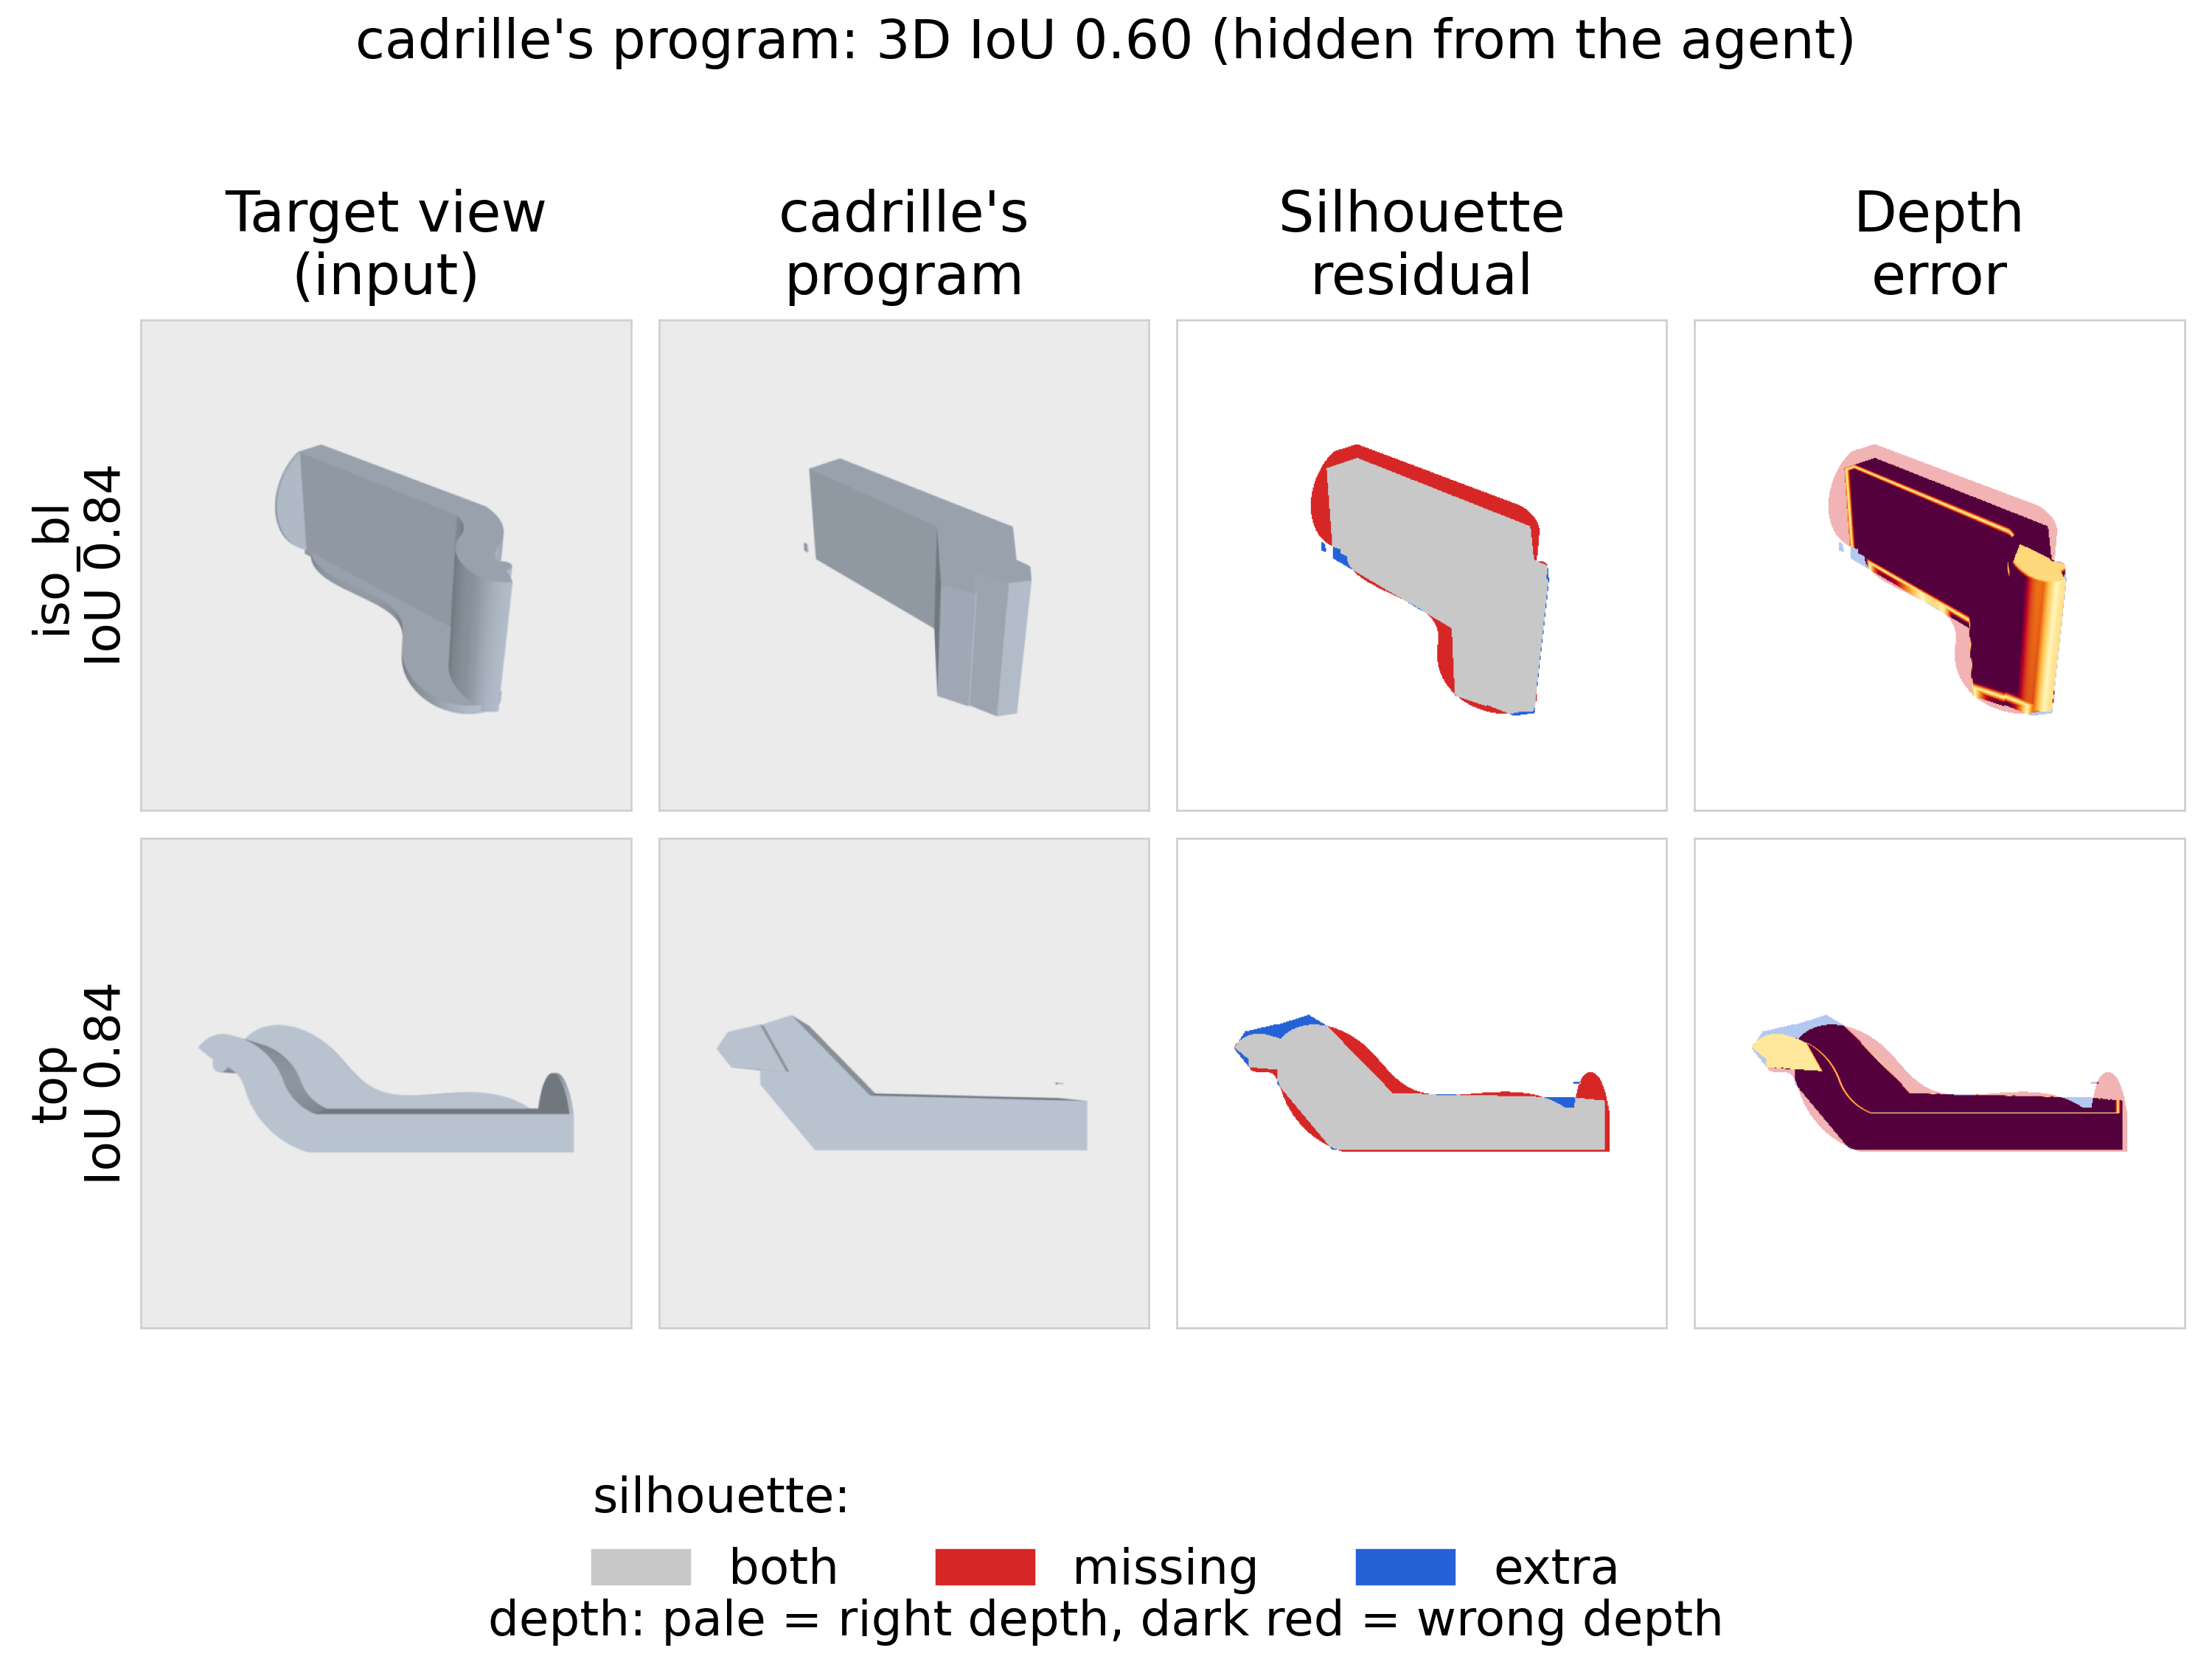 cadrille's program: 3D IoU 0.60 (hidden from the agent)
Target view
(input)
cadrille's
program
Silhouette
residual
Depth
error
iso_bl
IoU 0.84
top
IoU 0.84
silhouette:
both
missing
extra
depth: pale = right depth, dark red = wrong depth